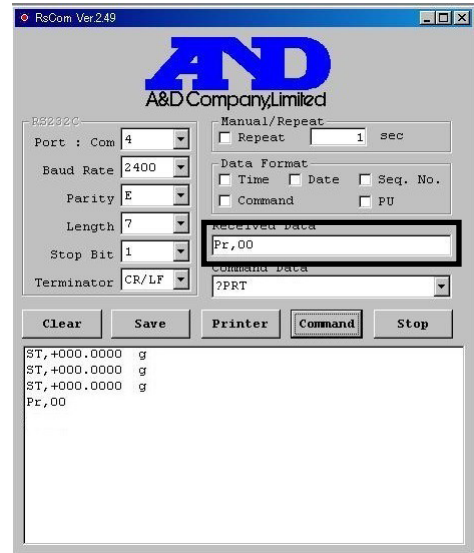 RsCom Ver.2.49
AND
A&D Company,Limited
RS232C
Port : Com 4
Baud Rate 2400
Parity E
Length 7
Stop Bit 1
Terminator CR/LF
Manual/Repeat
Repeat 1 sec
Data Format
Time Date Seq. No.
Command PU
Received Data
Pr,00
Command Data
?PRT
Clear Save Printer Command Stop
ST,+000.0000 g
ST,+000.0000 g
ST,+000.0000 g
Pr,00